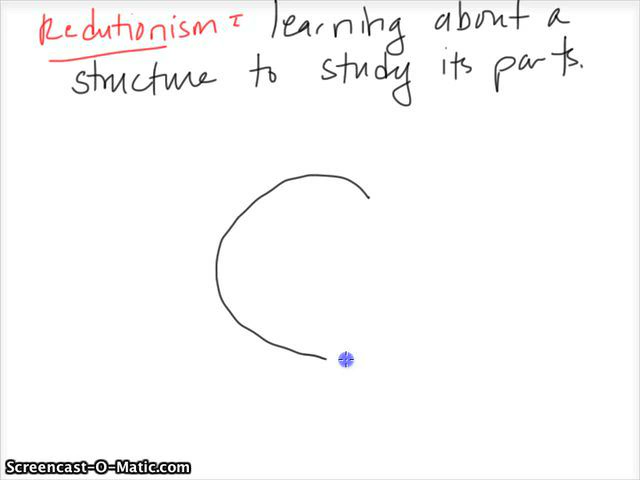 Redutionism = learning about a
structure to study its parts.
Screencast-O-Matic.com